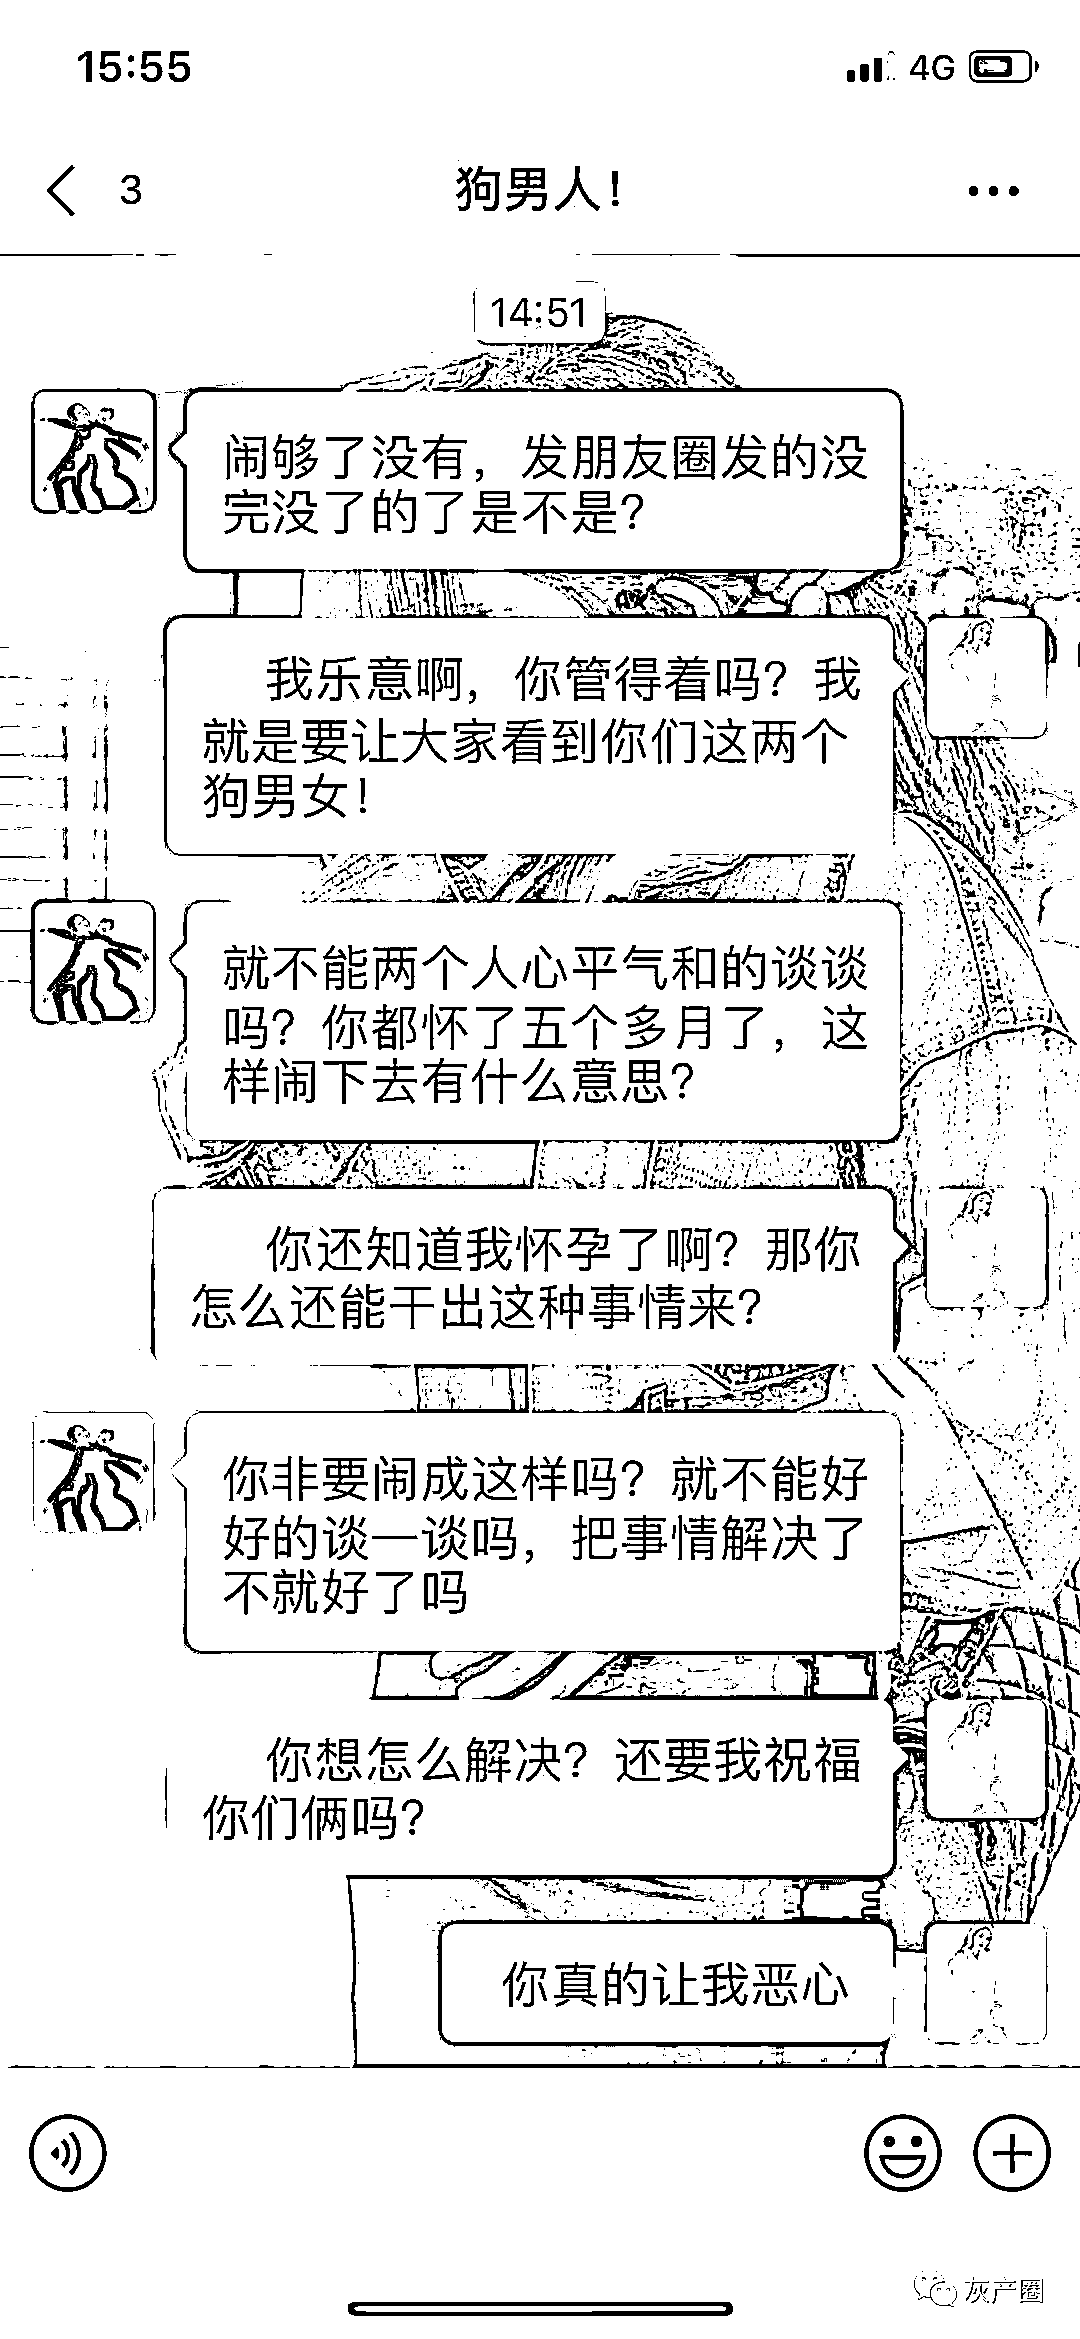 15:55
4G
3
狗男人！
14:51
闹够了没有，发朋友圈发的没
完没了的了是不是？
我乐意啊，你管得着吗？我
就是要让大家看到你们这两个
狗男女！
就不能两个人心平气和的谈谈
吗？你都怀了五个多月了，这
样闹下去有什么意思？
你还知道我怀孕了啊？那你
怎么还能干出这种事情来？
你非要闹成这样吗？就不能好
好的谈一谈吗，把事情解决了
不就好了吗
你想怎么解决？还要我祝福
你们俩吗？
你真的让我恶心
灰产圈